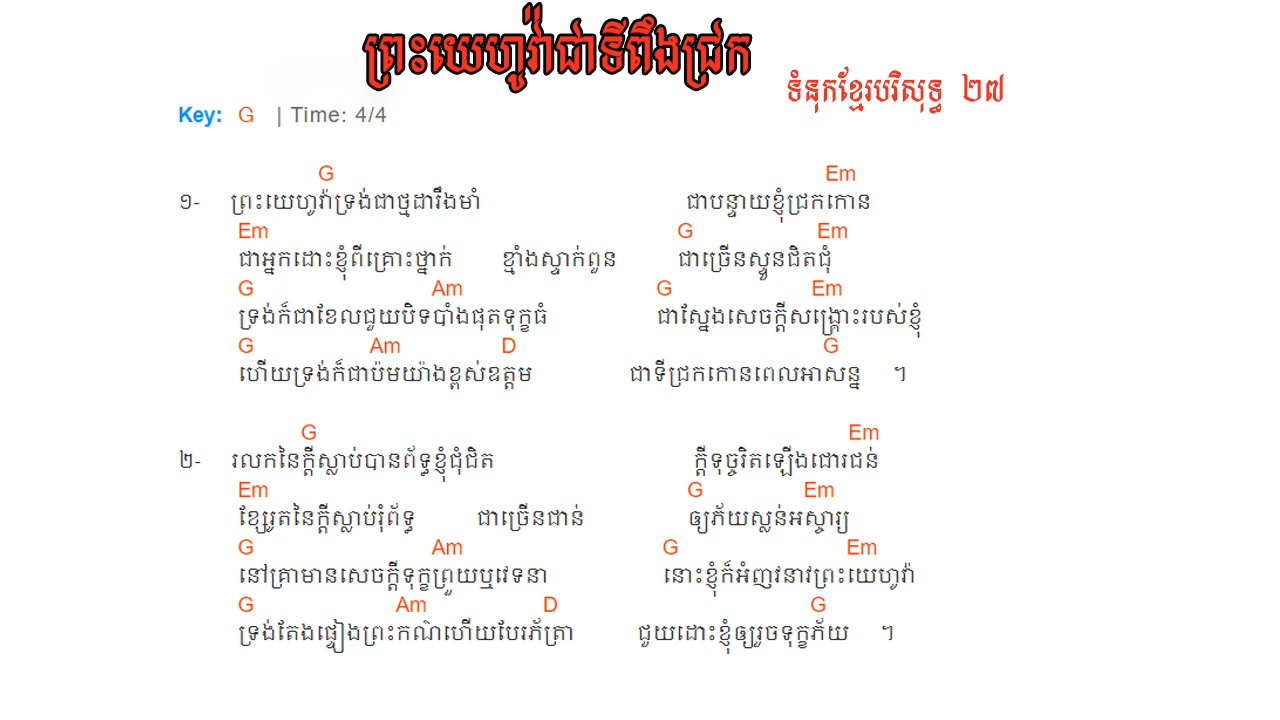 ព្រះយេហូវ៉ាជាទីពឹងជ្រក
ទំនុកខ្មែរបរិសុទ្ធ ២៧
Key: G | Time: 4/4
G Em
១- ព្រះយេហូវ៉ាទ្រង់ជាថ្មដារឹងមាំ ជាបន្ទាយខ្ញុំជ្រកកោន
Em G Em
ជាអ្នកដោះខ្ញុំពីគ្រោះថ្នាក់ ខ្មាំងស្ទាក់ពួន ជាច្រើនស្ទួនជិតជុំ
G Am G Em
ទ្រង់ក៏ជាខែលជួយបិទបាំងផុតទុក្ខធំ ជាស្នែងសេចក្ដីសង្គ្រោះរបស់ខ្ញុំ
G Am D G
ហើយទ្រង់ក៏ជាប៉មយ៉ាងខ្ពស់ឧត្តម ជាទីជ្រកកោនពេលអាសន្ន ។
G Em
២- រលកនៃក្ដីស្លាប់បានព័ទ្ធខ្ញុំជុំជិត ក្ដីទុច្ចរិតឡើងជោរជន់
Em G Em
ខ្សែរួតនៃក្ដីស្លាប់រុំព័ទ្ធ ជាច្រើនជាន់ ឲ្យភ័យស្លន់អស្ចារ្យ
G Am G Em
នៅគ្រាមានសេចក្ដីទុក្ខព្រួយឬវេទនា នោះខ្ញុំក៏អំញវនាវព្រះយេហូវ៉ា
G Am D G
ទ្រង់តែងផ្ទៀងព្រះកណ៌ហើយបែរភ័ត្រា ជួយដោះខ្ញុំឲ្យរួចទុក្ខភ័យ ។